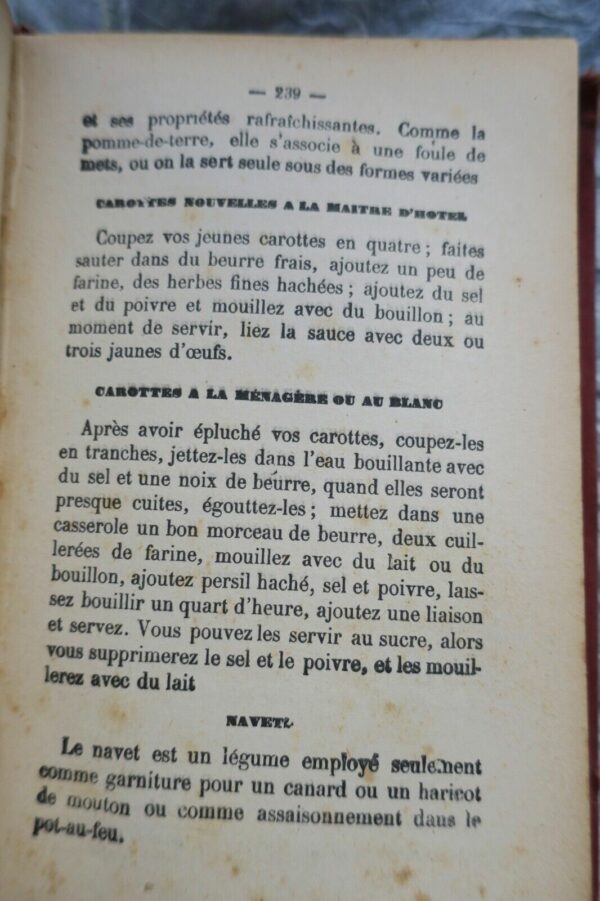 — 239 —
et ses propriétés rafraîchissantes. Comme la
pomme-de-terre, elle s'associe à une foule de
mets, ou on la sert seule sous des formes variées
CAROTTES NOUVELLES A LA MAITRE D'HOTEL
Coupez vos jeunes carottes en quatre ; faites
sauter dans du beurre frais, ajoutez un peu de
farine, des herbes fines hachées ; ajoutez du sel
et du poivre et mouillez avec du bouillon ; au
moment de servir, liez la sauce avec deux ou
trois jaunes d'œufs.
CAROTTES A LA MÉNAGÈRE OU AU BLANC
Après avoir épluché vos carottes, coupez-les
en tranches, jettez-les dans l'eau bouillante avec
du sel et une noix de beurre, quand elles seront
presque cuites, égouttez-les ; mettez dans une
casserole un bon morceau de beurre, deux cuil-
lerées de farine, mouillez avec du lait ou du
bouillon, ajoutez persil haché, sel et poivre, lais-
sez bouillir un quart d'heure, ajoutez une liaison
et servez. Vous pouvez les servir au sucre, alors
vous supprimerez le sel et le poivre, et les mouil-
lerez avec du lait
NAVETS
Le navet est un légume employé seulement
comme garniture pour un canard ou un haricot
de mouton ou comme assaisonnement dans le
pot-au-feu.